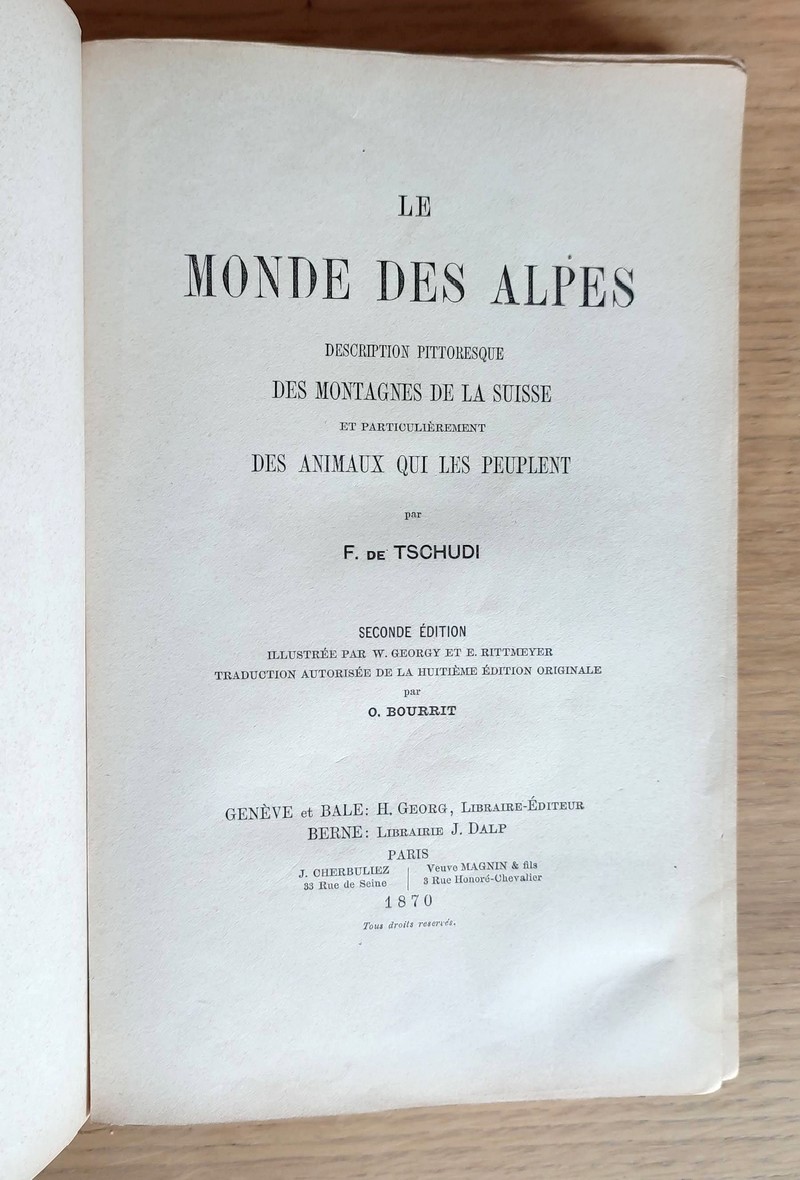 LE
MONDE DES ALPES
DESCRIPTION PITTORESQUE
DES MONTAGNES DE LA SUISSE
ET PARTICULIÈREMENT
DES ANIMAUX QUI LES PEUPLENT
par
F. DE TSCHUDI
SECONDE ÉDITION
ILLUSTRÉE PAR W. GEORGY ET E. RITTMEYER
TRADUCTION AUTORISÉE DE LA HUITIÈME ÉDITION ORIGINALE
par
O. BOURRIT
GENÈVE et BALE: H. GEORG, LIBRAIRE-ÉDITEUR
BERNE: LIBRAIRIE J. DALP
PARIS
J. CHERBULIEZ
33 Rue de Seine
Veuve MAGNIN & fils
3 Rue Honoré-Chevalier
1870
Tous droits reservés.